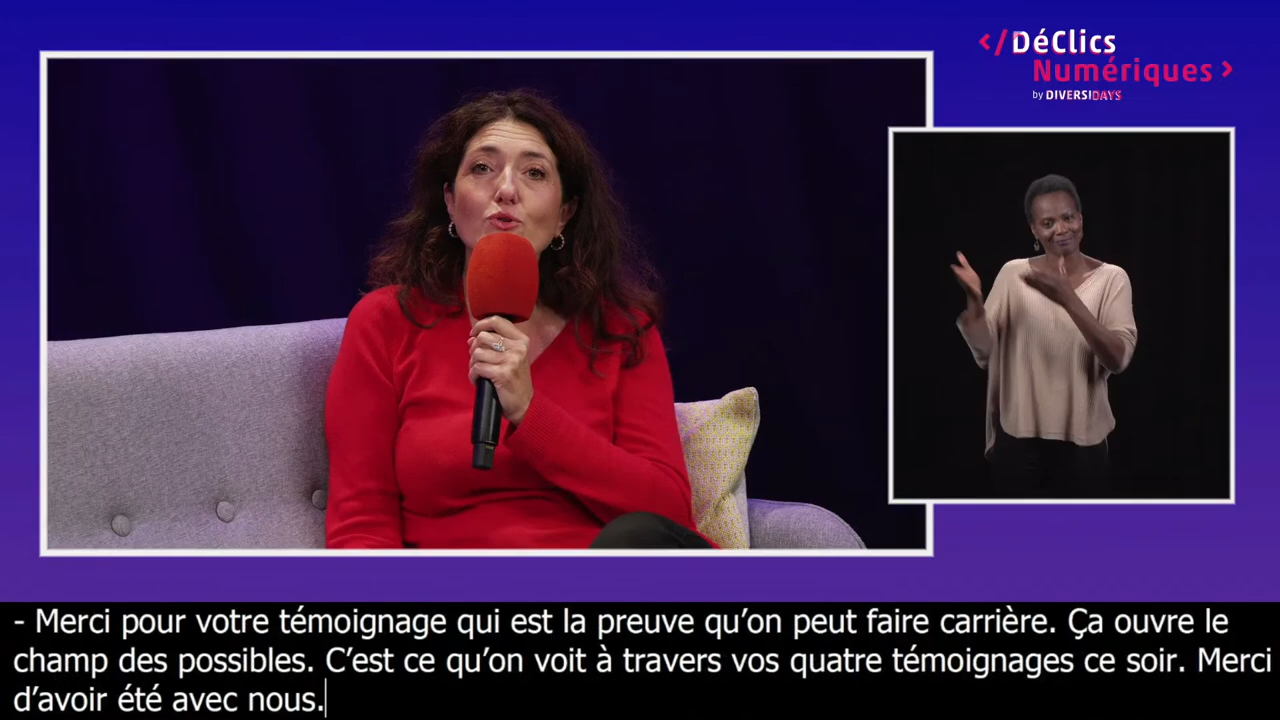 </DéClics
Numériques>
by DIVERSIDAYS
- Merci pour votre témoignage qui est la preuve qu’on peut faire carrière. Ça ouvre le
champ des possibles. C’est ce qu’on voit à travers vos quatre témoignages ce soir. Merci
d’avoir été avec nous.